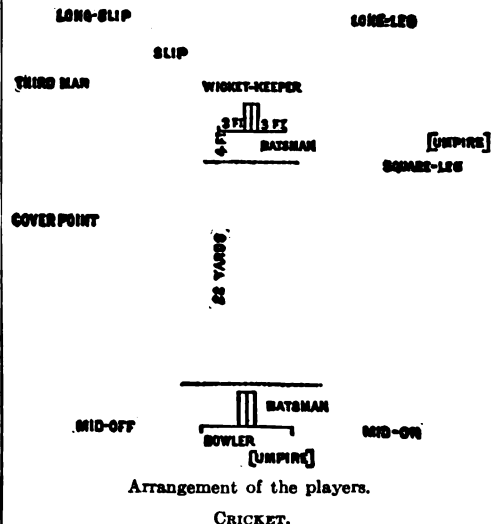 LONG-SLIP LONG-LEG
SLIP
THIRD MAN WICKET-KEEPER
3 FT 3 FT
4 FT BATSMAN [UMPIRE]
SQUARE-LEG
COVER POINT
22 YARDS
BATSMAN
MID-OFF BOWLER MID-ON
[UMPIRE]
Arrangement of the players.
CRICKET.